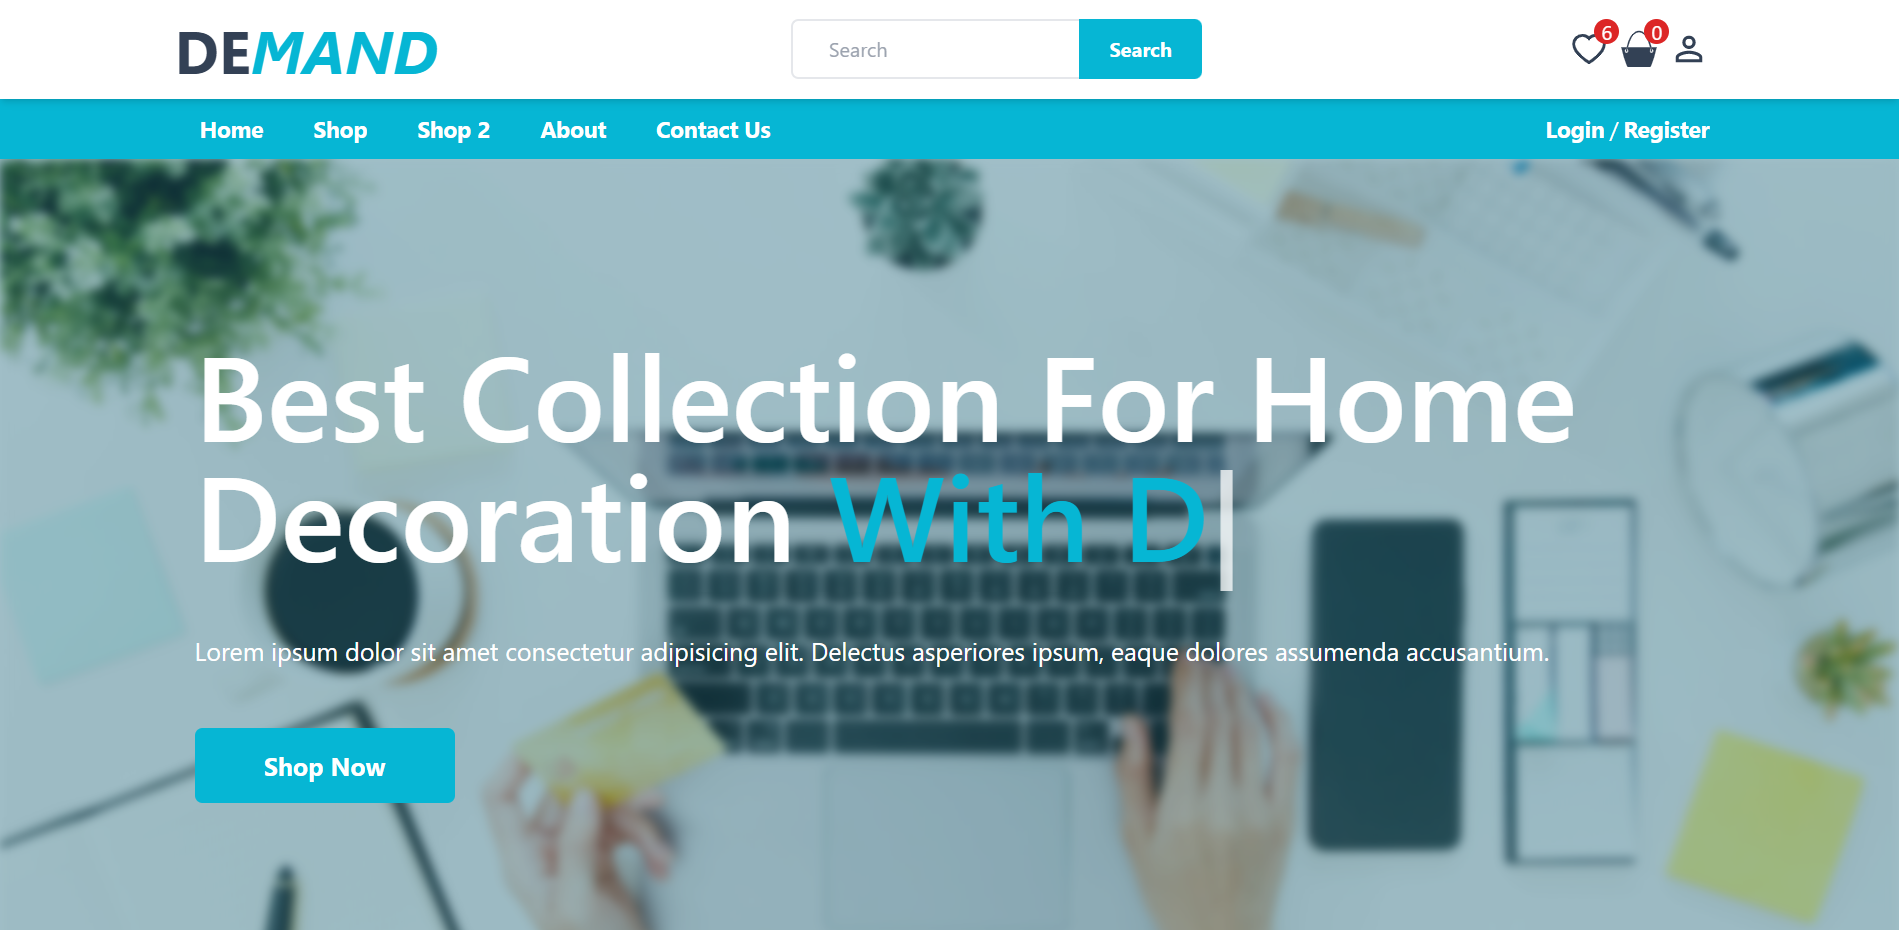 DEMAND
Search
Search
6
0
Home
Shop
Shop 2
About
Contact Us
Login / Register
Best Collection For Home
Decoration With D
Lorem ipsum dolor sit amet consectetur adipisicing elit. Delectus asperiores ipsum, eaque dolores assumenda accusantium.
Shop Now